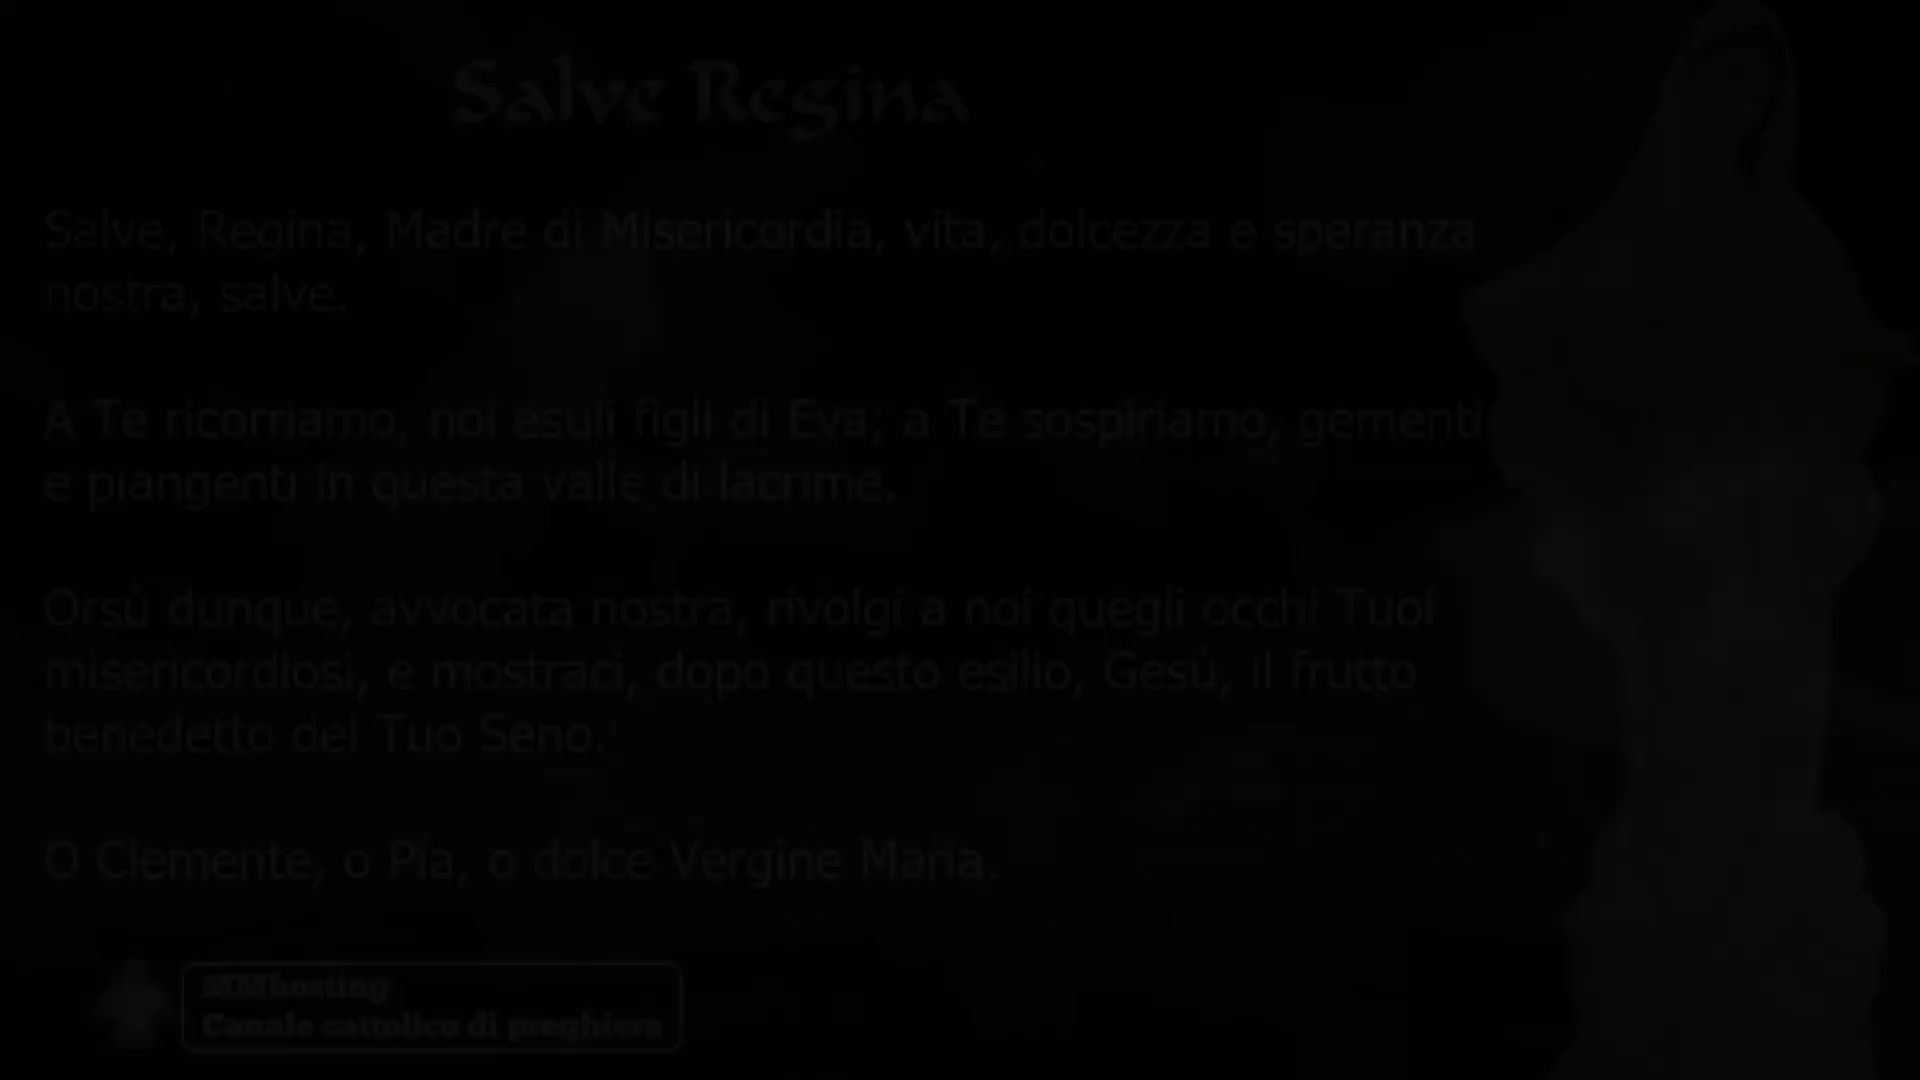 Salve Regina
Salve, Regina, Madre di Misericordia, vita, dolcezza e speranza
nostra, salve.
A Te ricorriamo, noi esuli figli di Eva; a Te sospiriamo, gementi
e piangenti in questa valle di lacrime.
Orsù dunque, avvocata nostra, rivolgi a noi quegli occhi Tuoi
misericordiosi, e mostraci, dopo questo esilio, Gesù, il frutto
benedetto del Tuo Seno.
O Clemente, o Pia, o dolce Vergine Maria.
MMhosting
Canale cattolico di preghiera